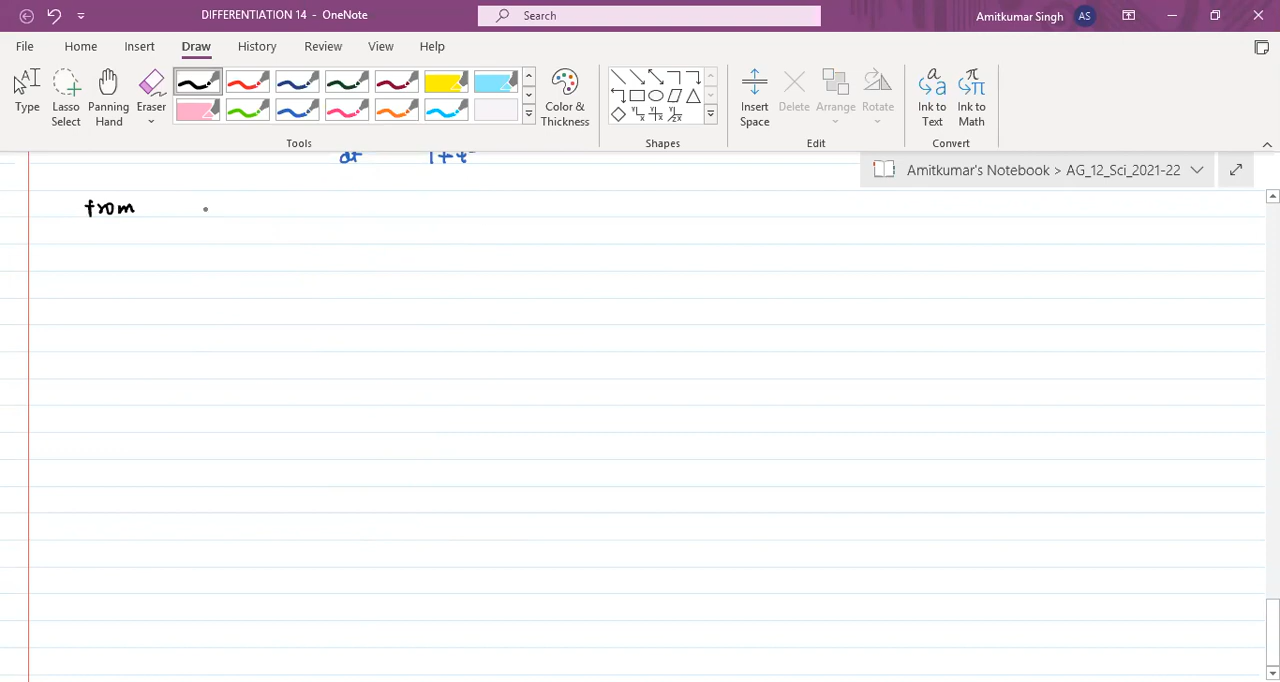 DIFFERENTIATION 14 - OneNote
Search
Amitkumar Singh AS
File Home Insert Draw History Review View Help
Type
Lasso Select
Panning Hand
Eraser
Color & Thickness
Insert Space
Delete
Arrange
Rotate
Ink to Text
Ink to Math
Tools
Shapes
Edit
Convert
Amitkumar's Notebook > AG_12_Sci_2021-22
from